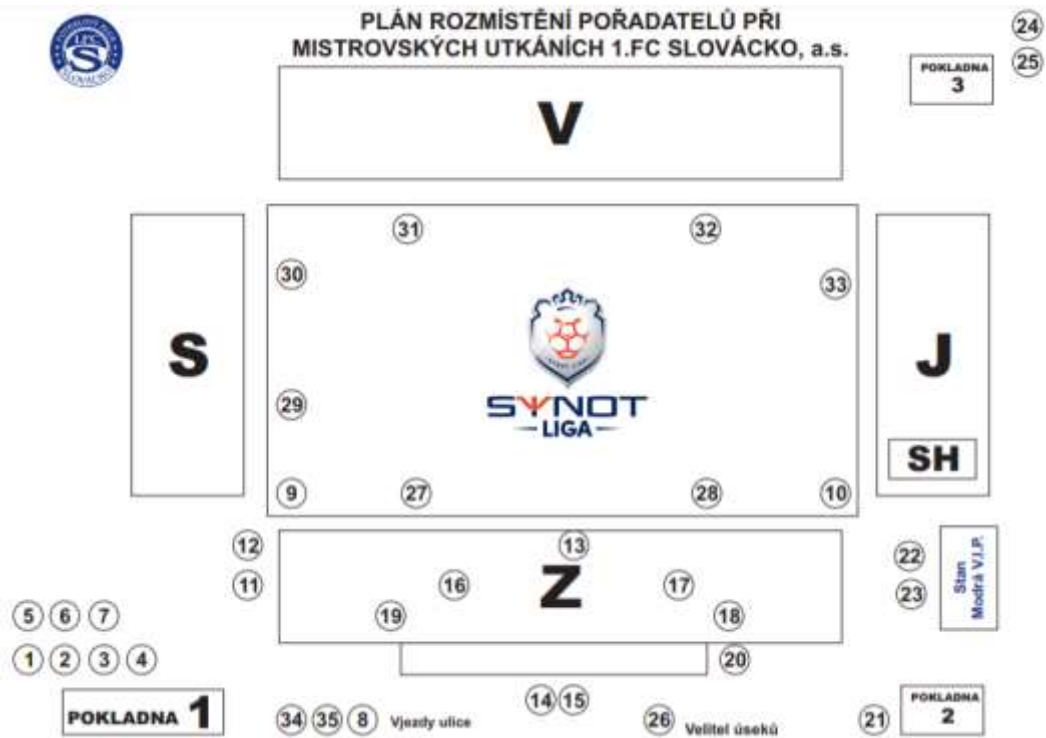 PLÁN ROZMÍSTĚNÍ POŘADATELŮ PŘI
MISTROVSKÝCH UTKÁNÍCH 1.FC SLOVÁCKO, a.s.
1.FC
SLOVÁCKO
24
25
POKLADNA
3
V
31
32
30
33
S
J
SYNOT
LIGA
29
SH
9
27
28
10
12
13
11
16
Z
17
19
18
22
23
Stan
Modrá V.I.P.
5 6 7
1 2 3 4
20
14 15
POKLADNA 1
34 35 8 Vjezdy ulice
26 Velitel úseků
21
POKLADNA
2